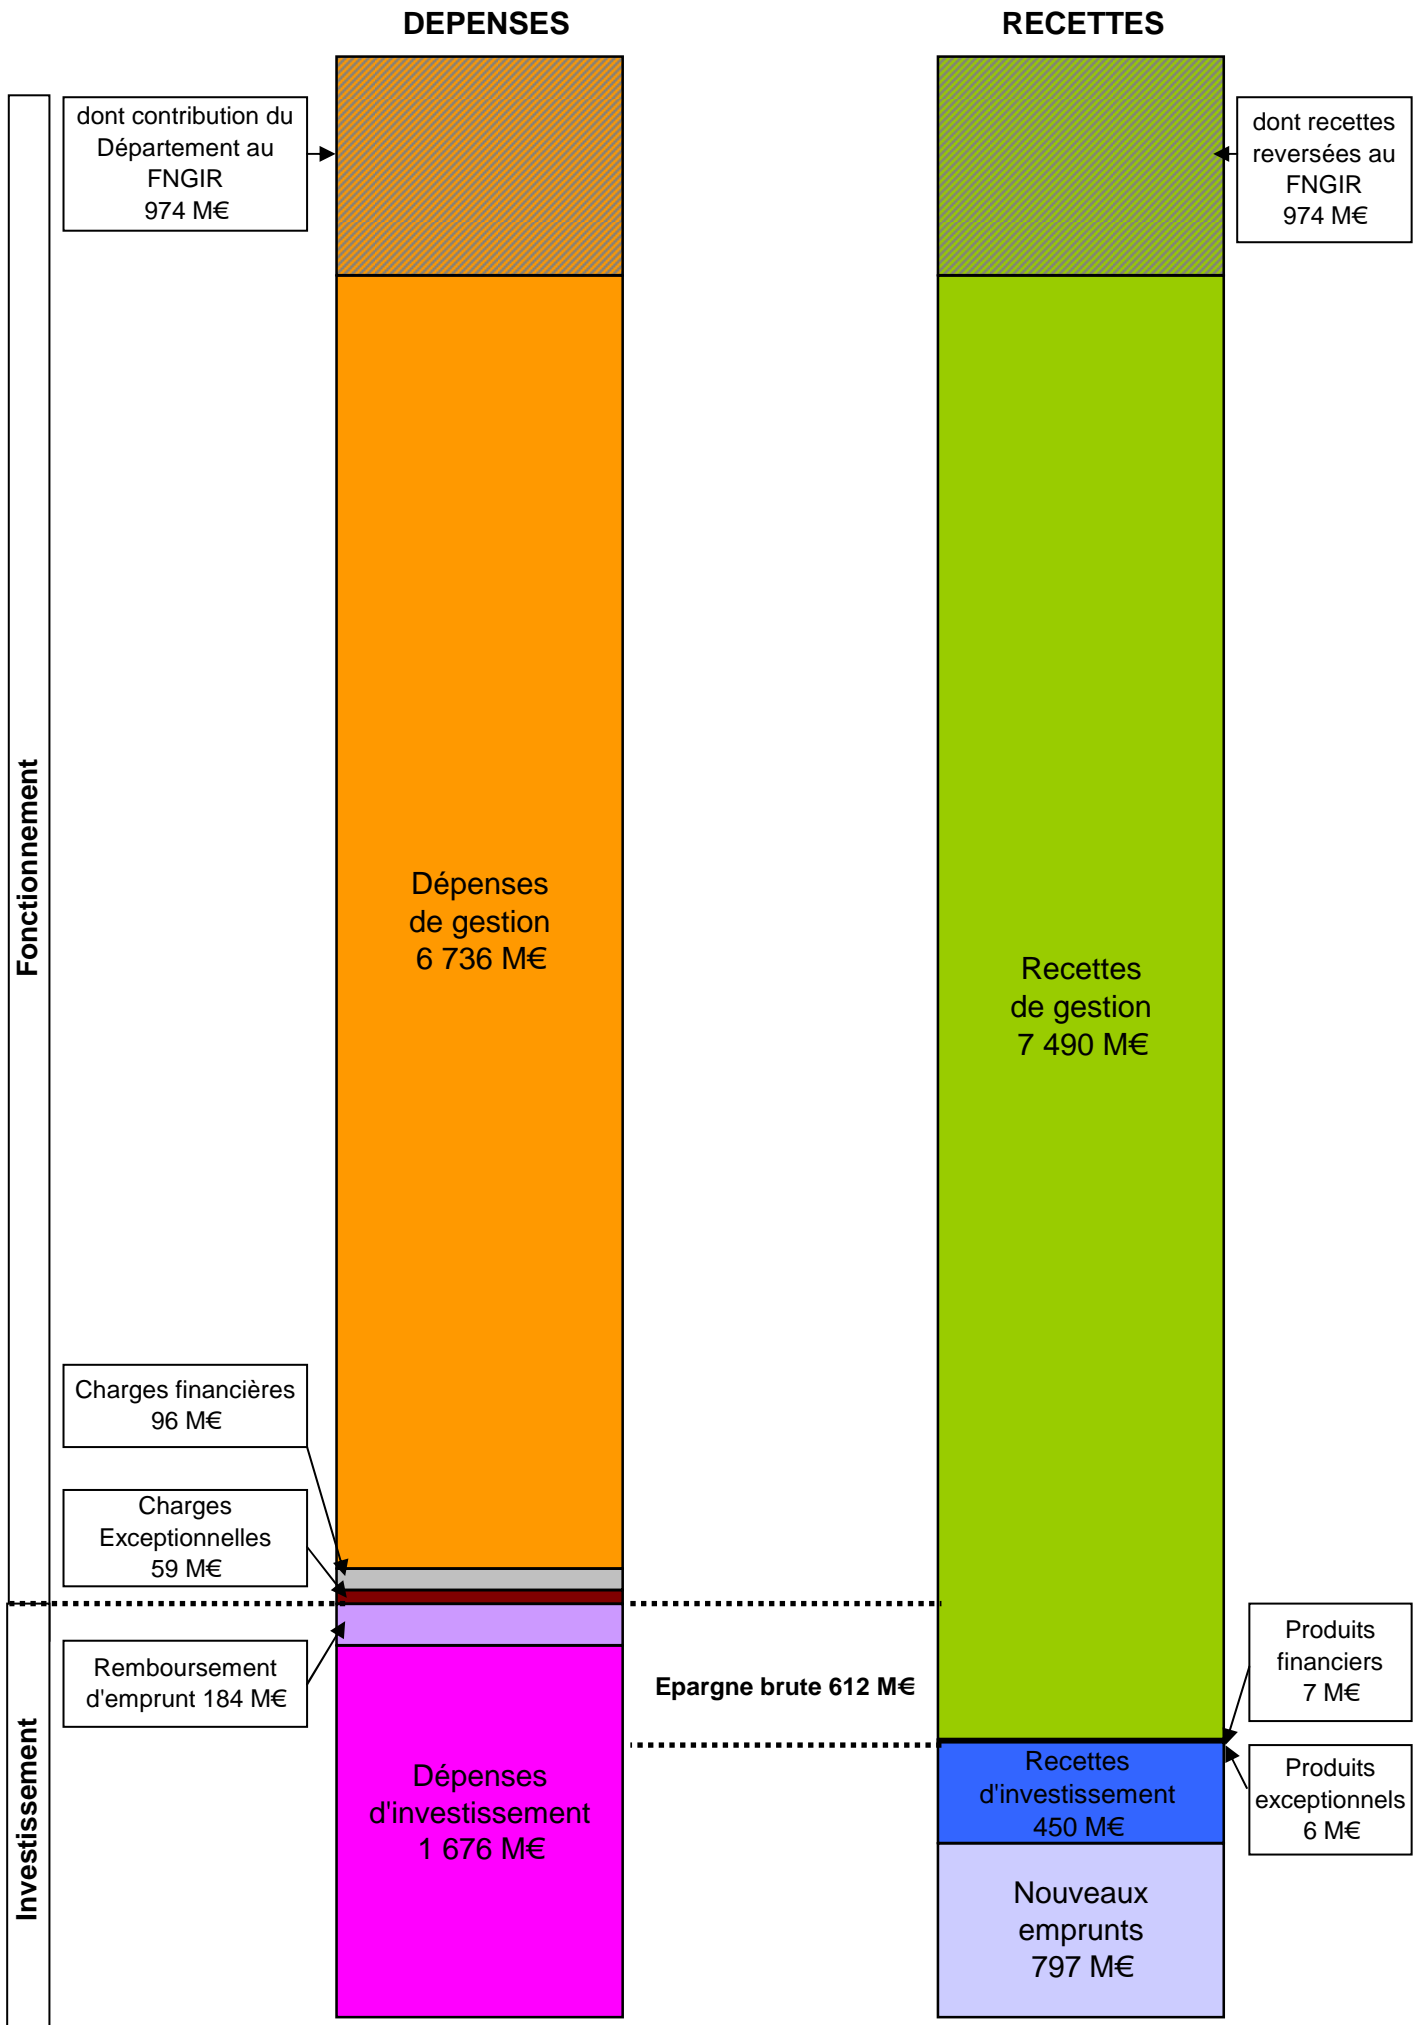 DEPENSES
RECETTES
dont contribution du
Département au
FNGIR
974 M€
dont recettes
reversées au
FNGIR
974 M€
Fonctionnement
Dépenses
de gestion
6 736 M€
Recettes
de gestion
7 490 M€
Charges financières
96 M€
Charges
Exceptionnelles
59 M€
Remboursement
d'emprunt 184 M€
Epargne brute 612 M€
Produits
financiers
7 M€
Investissement
Dépenses
d'investissement
1 676 M€
Recettes
d'investissement
450 M€
Produits
exceptionnels
6 M€
Nouveaux
emprunts
797 M€